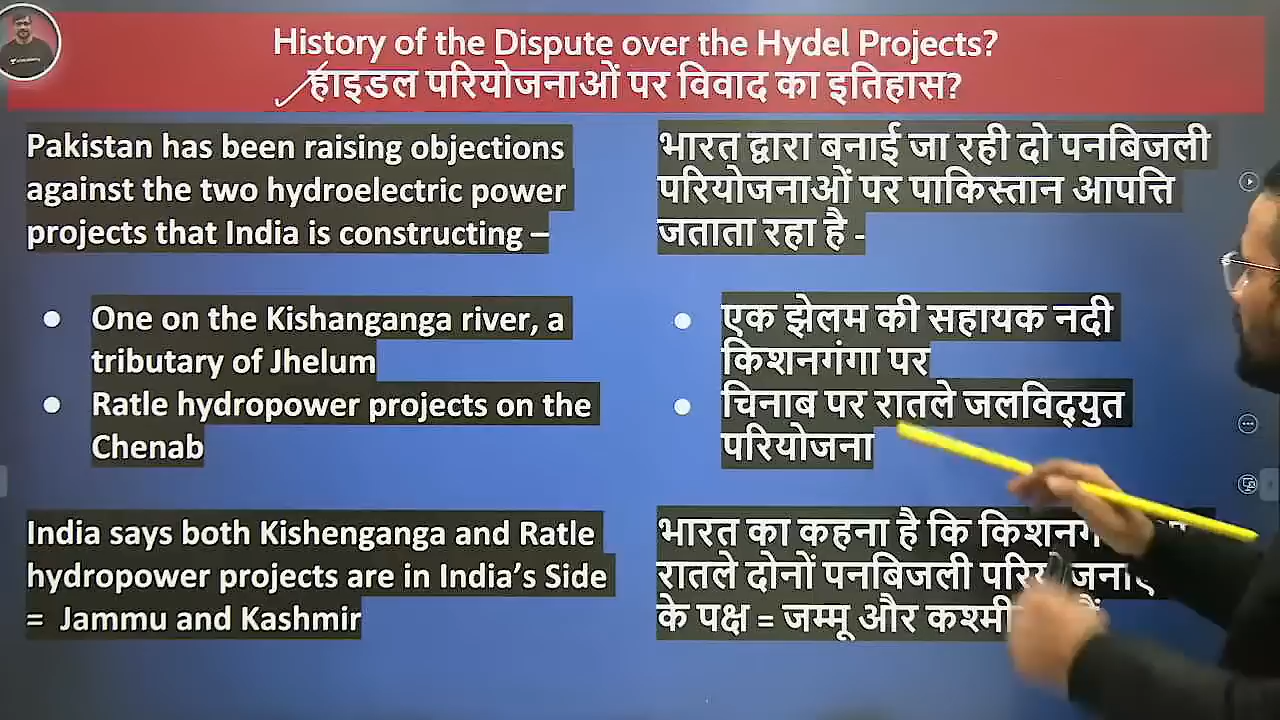 History of the Dispute over the Hydel Projects?
हाइडल परियोजनाओं पर विवाद का इतिहास?
Pakistan has been raising objections
against the two hydroelectric power
projects that India is constructing –
One on the Kishanganga river, a
tributary of Jhelum
Ratle hydropower projects on the
Chenab
India says both Kishenganga and Ratle
hydropower projects are in India's Side
= Jammu and Kashmir
भारत द्वारा बनाई जा रही दो पनबिजली
परियोजनाओं पर पाकिस्तान आपत्ति
जताता रहा है -
एक झेलम की सहायक नदी
किशनगंगा पर
चिनाब पर रातले जलविद्युत
परियोजना
भारत का कहना है कि
रातले दोनों पनबिजली
के पक्ष = जम्मू और